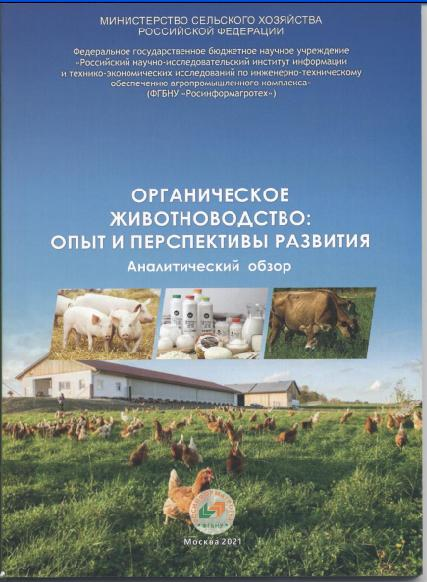 МИНИСТЕРСТВО СЕЛЬСКОГО ХОЗЯЙСТВА
РОССИЙСКОЙ ФЕДЕРАЦИИ
Федеральное государственное бюджетное научное учреждение
«Российский научно-исследовательский институт информации
и технико-экономических исследований по инженерно-техническому
обеспечению агропромышленного комплекса»
(ФГБНУ «Росинформагротех»)
ОРГАНИЧЕСКОЕ
ЖИВОТНОВОДСТВО:
ОПЫТ И ПЕРСПЕКТИВЫ РАЗВИТИЯ
Аналитический обзор
ФГБНУ
Москва 2021